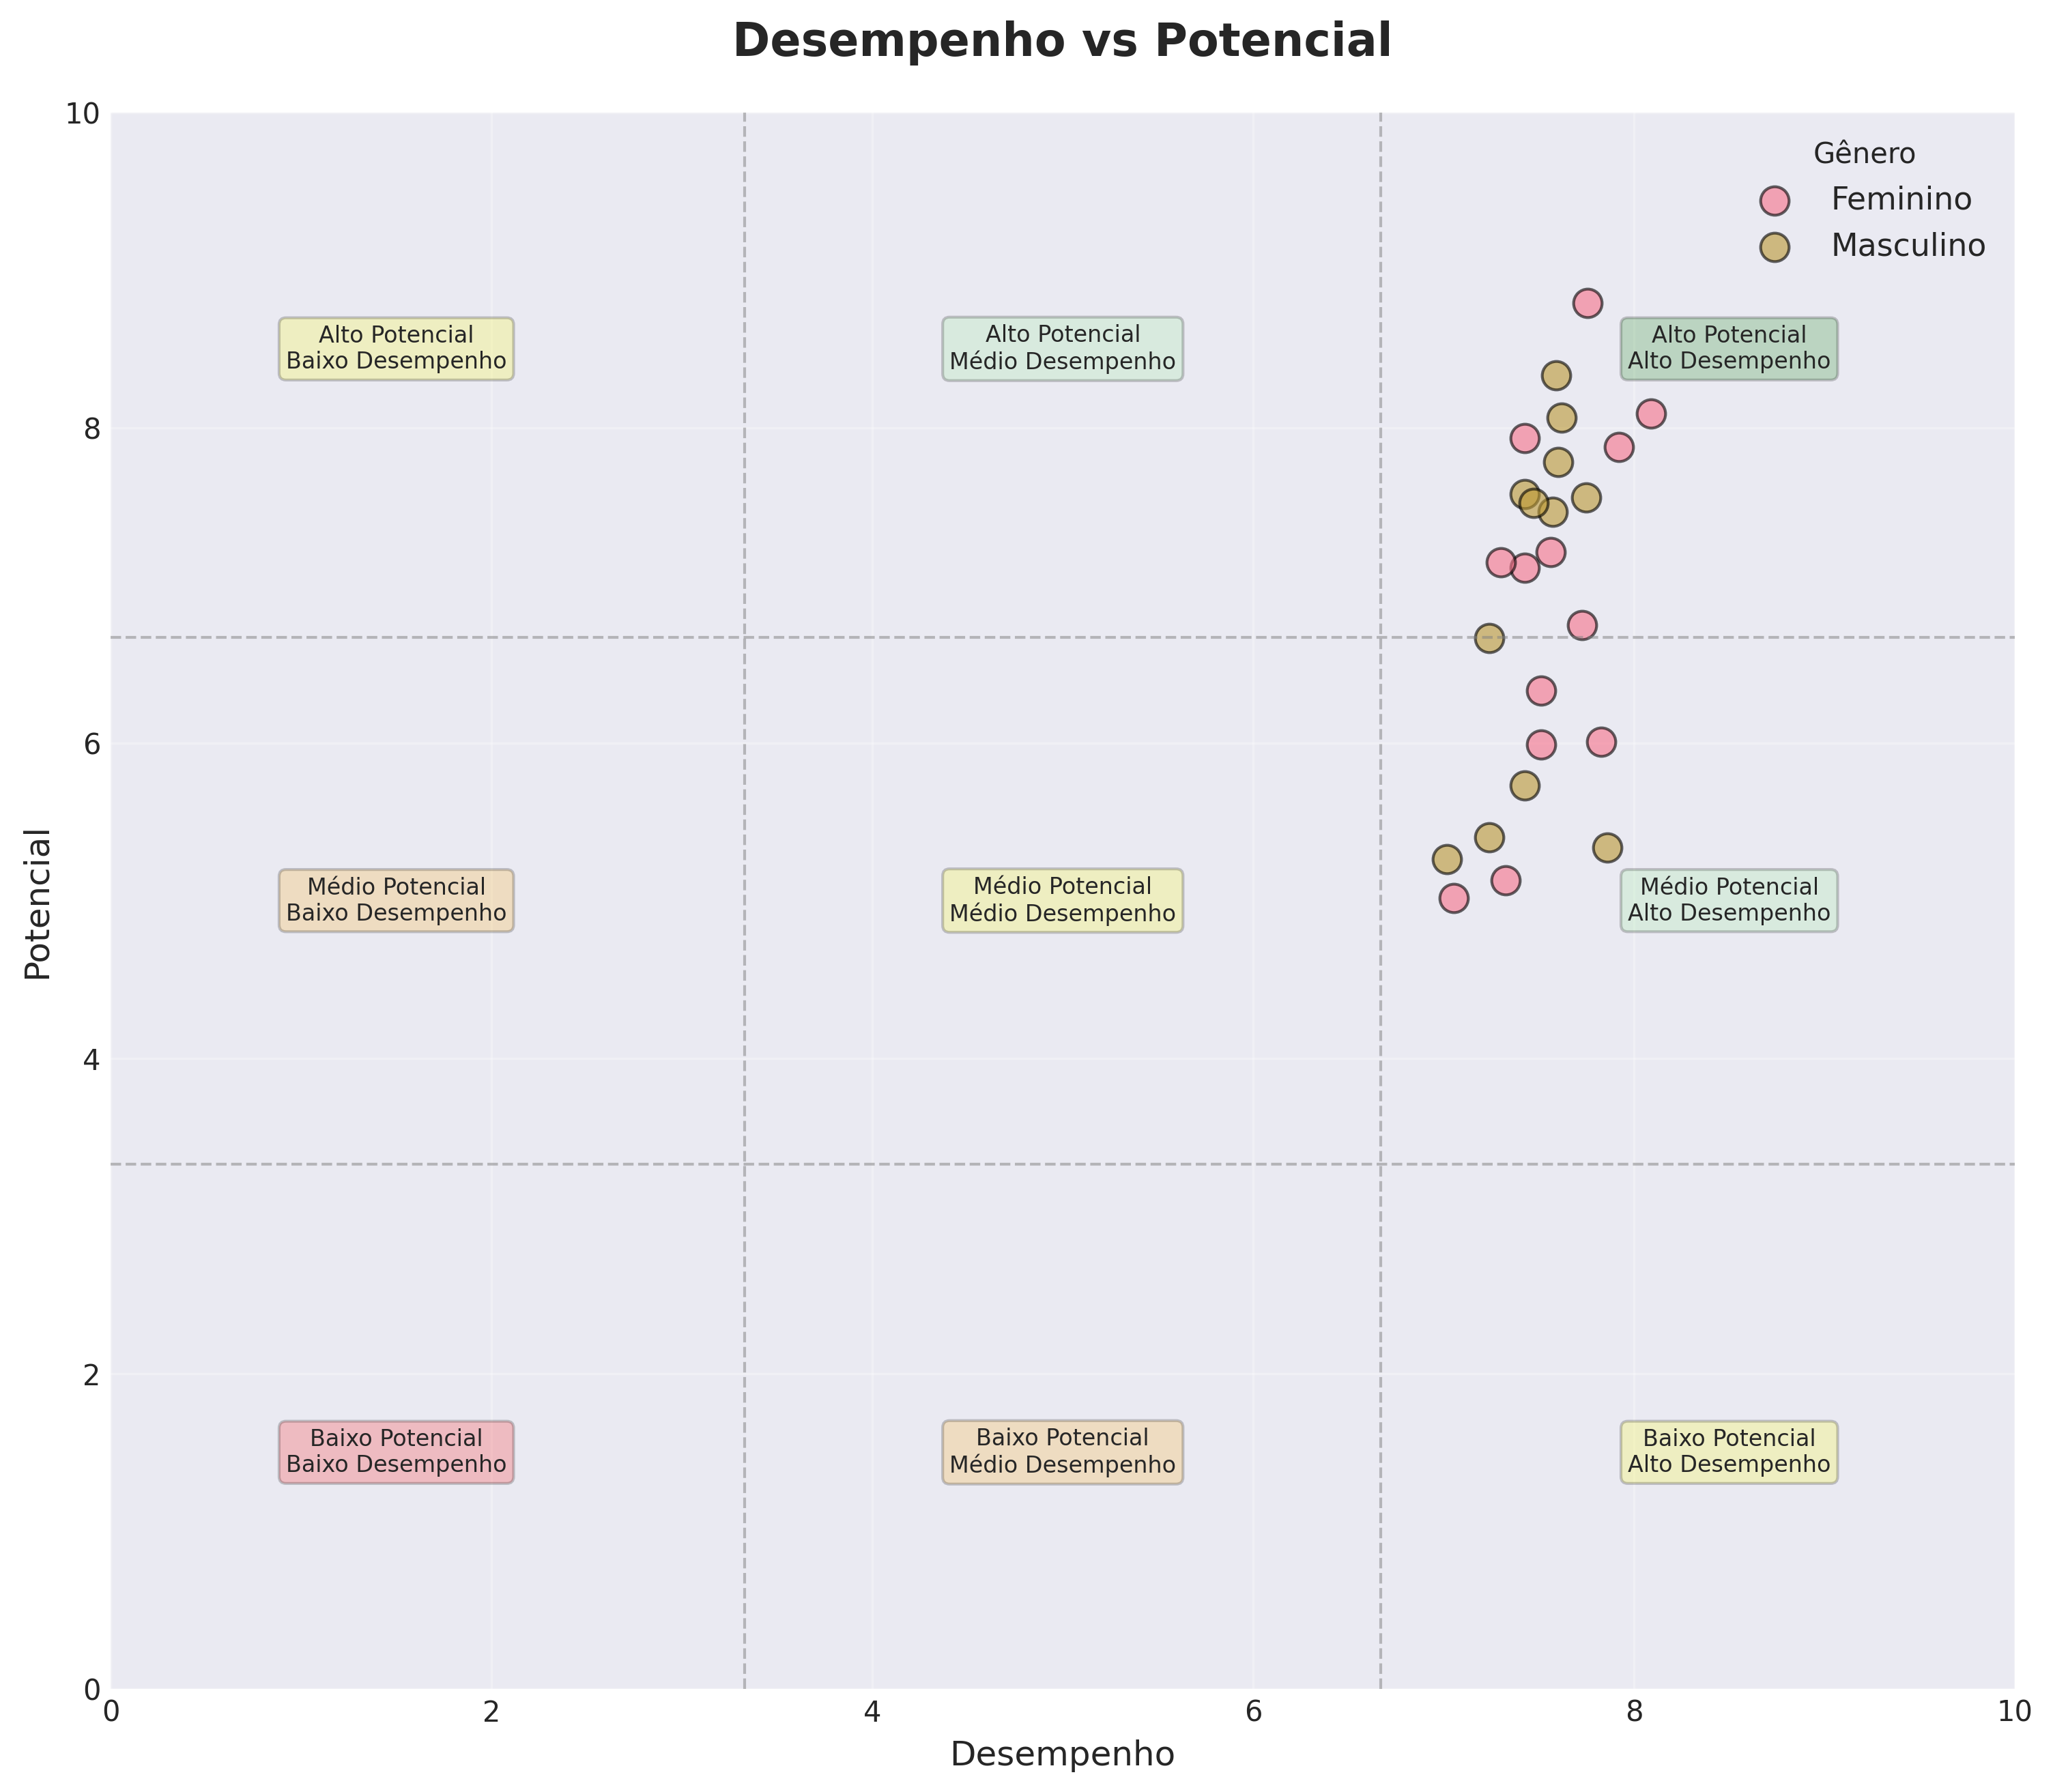 Desempenho vs Potencial
Gênero
Feminino
Masculino
Alto Potencial
Baixo Desempenho
Alto Potencial
Médio Desempenho
Alto Potencial
Alto Desempenho
Médio Potencial
Baixo Desempenho
Médio Potencial
Médio Desempenho
Médio Potencial
Alto Desempenho
Baixo Potencial
Baixo Desempenho
Baixo Potencial
Médio Desempenho
Baixo Potencial
Alto Desempenho
Potencial
10
8
6
4
2
0
0 2 4 6 8 10
Desempenho